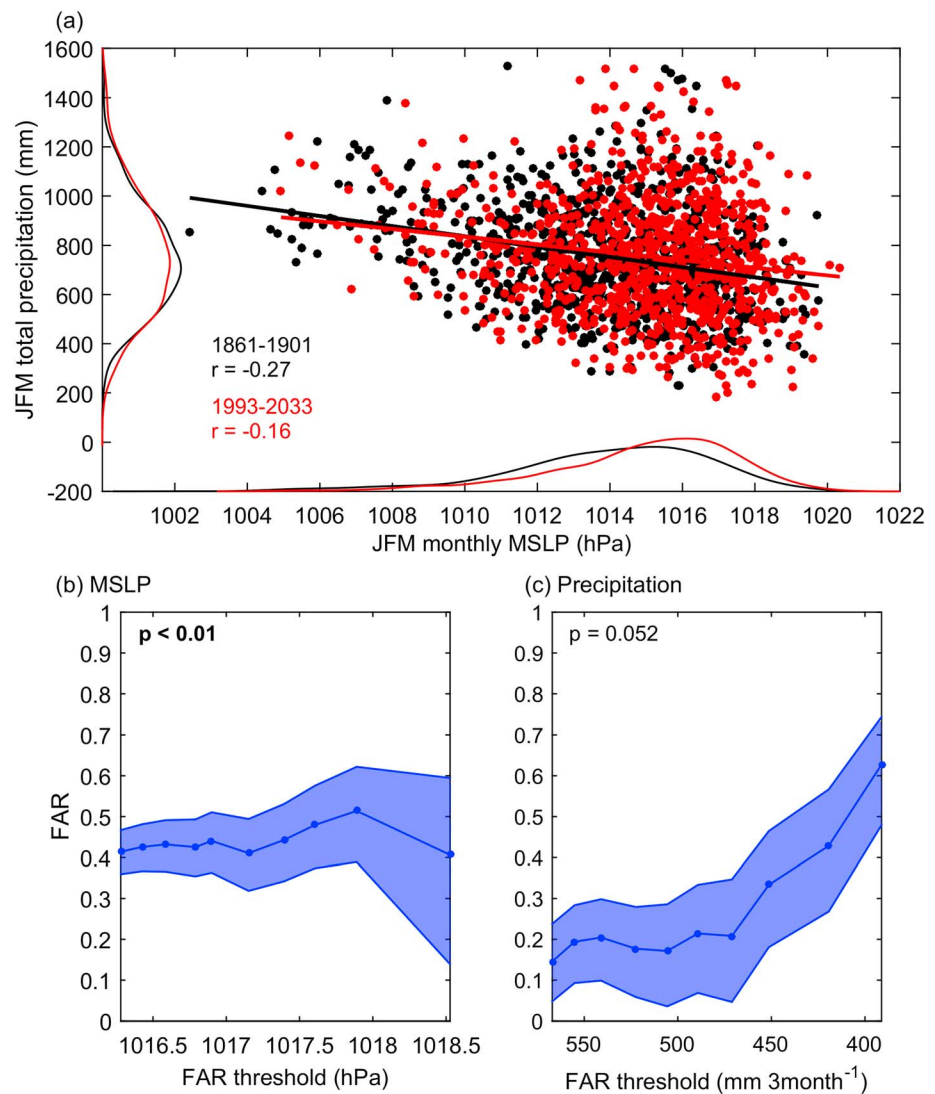 (a)
1600
1400
1200
1000
800
600
400
200
0
-200
JFM total precipitation (mm)
1861-1901
r = -0.27
1993-2033
r = -0.16
1002 1004 1006 1008 1010 1012 1014 1016 1018 1020 1022
JFM monthly MSLP (hPa)
(b) MSLP
p < 0.01
1
0.9
0.8
0.7
0.6
0.5
0.4
0.3
0.2
0.1
0
FAR
1016.5 1017 1017.5 1018 1018.5
FAR threshold (hPa)
(c) Precipitation
p = 0.052
1
0.9
0.8
0.7
0.6
0.5
0.4
0.3
0.2
0.1
0
550 500 450 400
FAR threshold (mm 3month⁻¹)